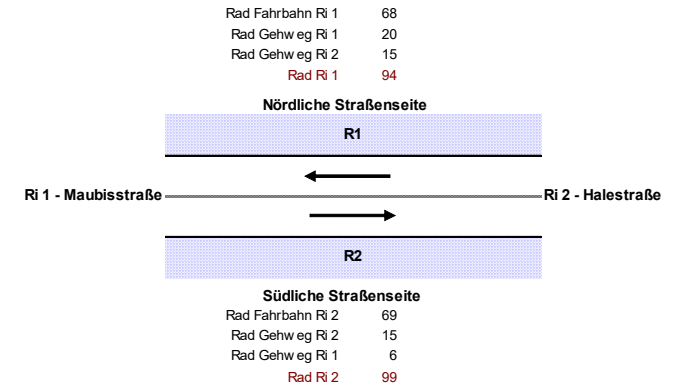 Rad Fahrbahn Ri 1 68
Rad Gehweg Ri 1 20
Rad Gehweg Ri 2 15
Rad Ri 1 94
Nördliche Straßenseite
R1
Ri 1 - Maubisstraße Ri 2 - Halestraße
R2
Südliche Straßenseite
Rad Fahrbahn Ri 2 69
Rad Gehweg Ri 2 15
Rad Gehweg Ri 1 6
Rad Ri 2 99